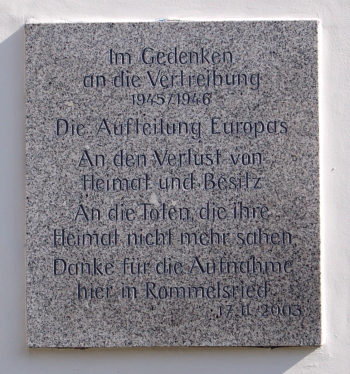 Im Gedenken
an die Vertreibung
1945/1946
Die Aufteilung Europas
An den Verlust von
Heimat und Besitz
An die Toten, die ihre
Heimat nicht mehr sahen
Danke für die Aufnahme
hier in Rommelsried
17.11.2003